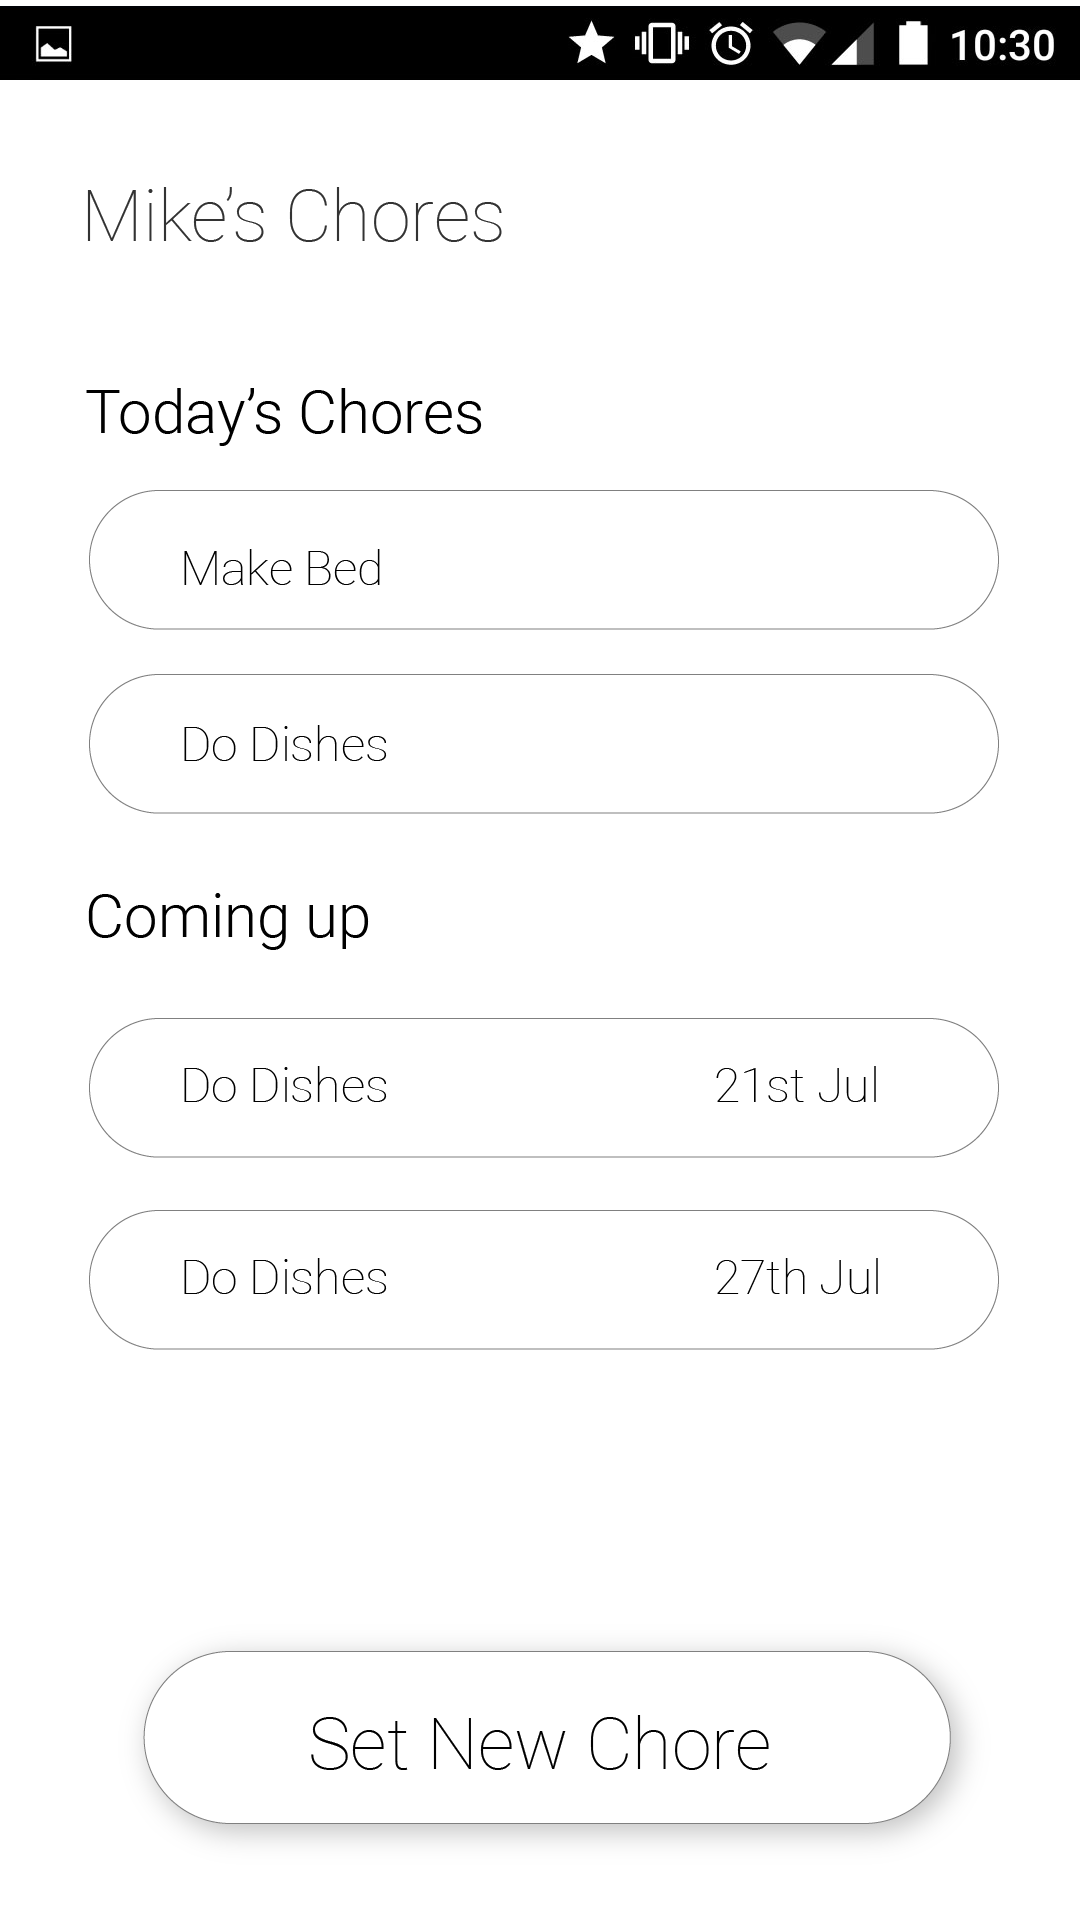 10:30
Mike’s Chores
Today’s Chores
Make Bed
Do Dishes
Coming up
Do Dishes 21st Jul
Do Dishes 27th Jul
Set New Chore